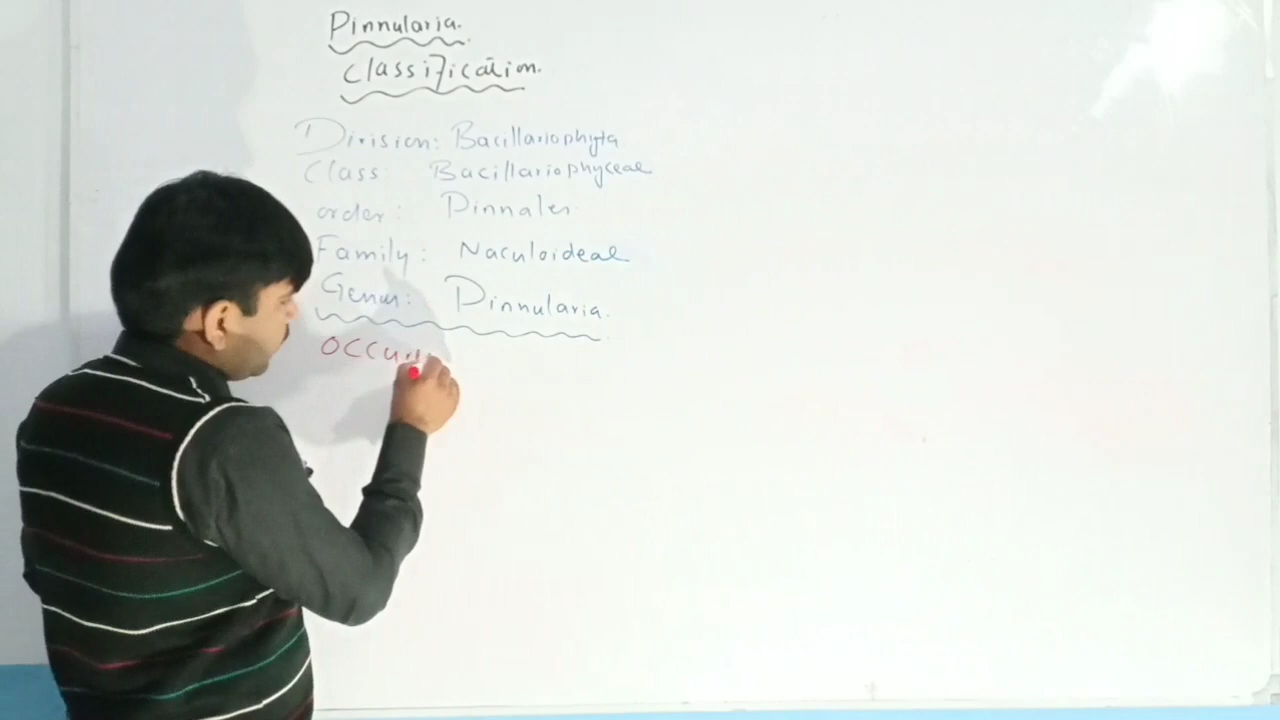 Pinnularia.
Classification.
Division: Bacillariophyta
Class: Bacillariophyceae
order: Pinnales
Family: Naculoideae
Genus: Pinnularia.
Occur